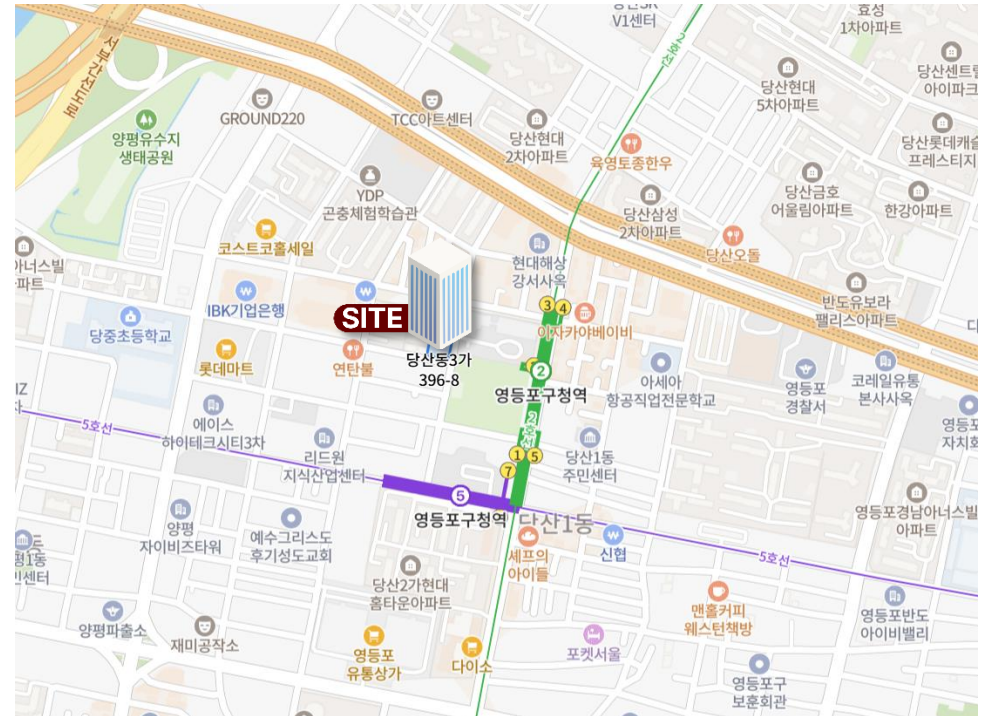 V1센터
효성
1차아파트
2호선
서부간선도로
당산현대
5차아파트
당산센트럴
아이파크
GROUND220
TCC아트센터
양평유수지
생태공원
당산현대
2차아파트
육영토종한우
당산롯데캐슬
프레스티지
YDP
곤충체험학습관
당산금호
어울림아파트
한강아파트
당산삼성
2차아파트
코스트코홀세일
현대해상
강서사옥
당산오돌
아너스빌
파트
IBK기업은행
SITE
3
4
이자카야베이비
반도유보라
팰리스아파트
당중초등학교
롯데마트
연탄불
당산동3가
396-8
2
영등포구청역
아세아
항공직업전문학교
영등포
경찰서
코레일유통
본사사옥
5호선
에이스
하이테크시티3차
2호선
영등포
자치회
리드원
지식산업센터
1
5
7
당산1동
주민센터
5
영등포구청역
당산1동
영등포경남아너스빌
아파트
양평
자이비즈타워
예수그리스도
후기성도교회
셰프의
아이들
신협
5호선
평1동
민센터
당산2가현대
홈타운아파트
맨홀커피
웨스턴책방
영등포반도
아이비밸리
양평파출소
재미공작소
영등포
유통상가
다이소
포켓서울
영등포구
보훈회관